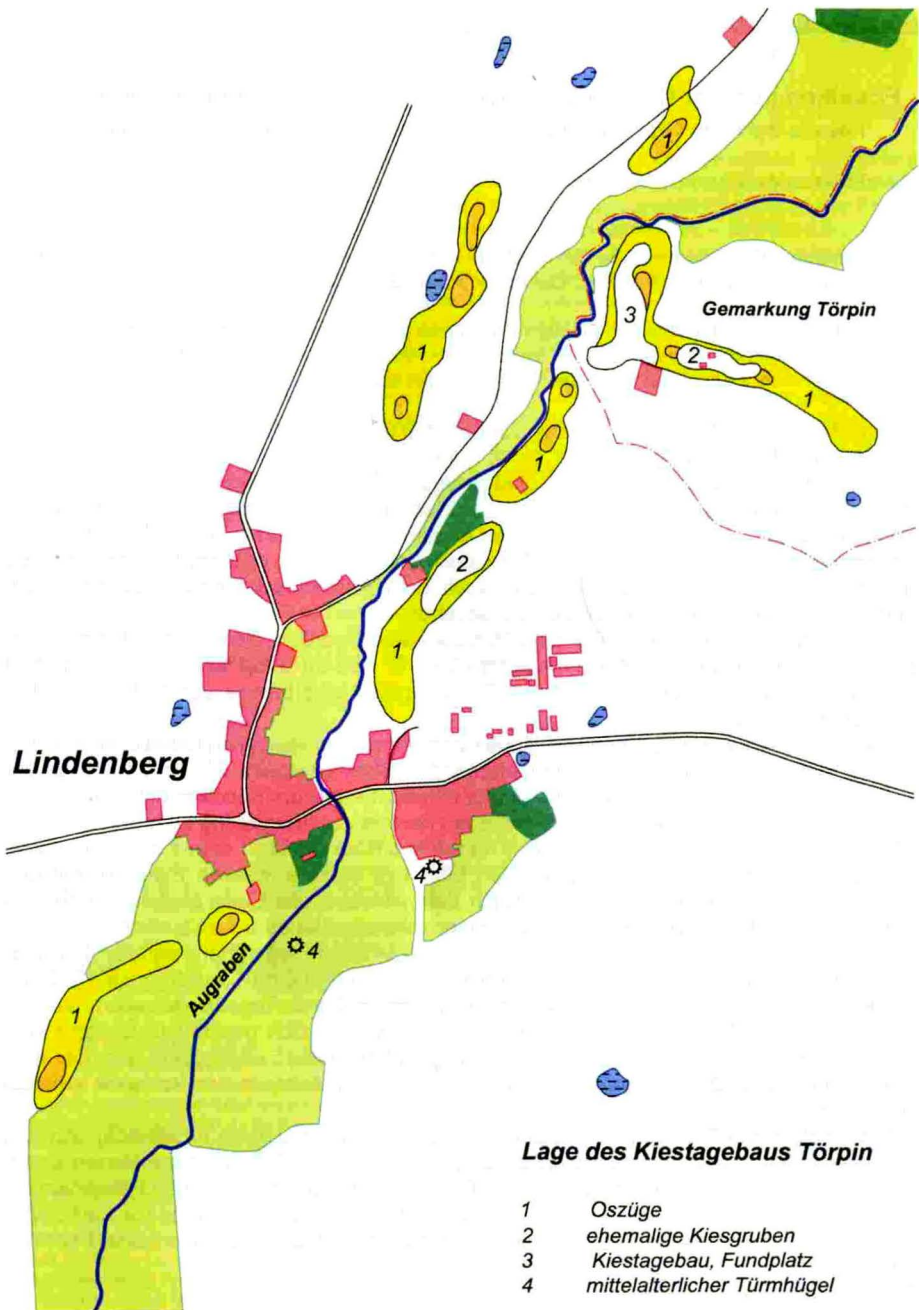 1
1
3
Gemarkung Törpin
2
1
1
2
1
Lindenberg
4
4
Augraben
1
Lage des Kiestagebaus Törpin
1 Oszüge
2 ehemalige Kiesgruben
3 Kiestagebau, Fundplatz
4 mittelalterlicher Türmhügel